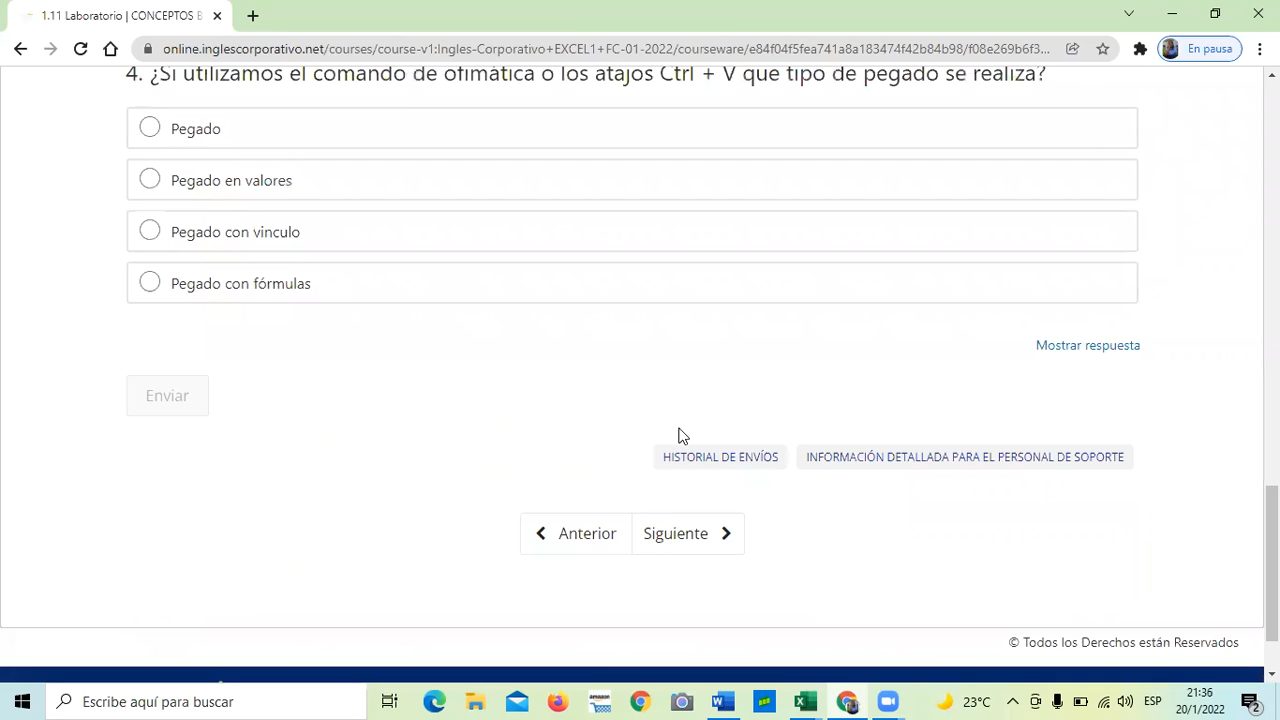 1.11 Laboratorio | CONCEPTOS B
online.inglescorporativo.net/courses/course-v1:Ingles-Corporativo+EXCEL1+FC-01-2022/courseware/e84f04f5fea741a8a183474f42b84b98/f08e269b6f3...
En pausa
4. ¿Si utilizamos el comando de ofimática o los atajos Ctrl + V que tipo de pegado se realiza?
Pegado
Pegado en valores
Pegado con vinculo
Pegado con fórmulas
Mostrar respuesta
Enviar
HISTORIAL DE ENVÍOS
INFORMACIÓN DETALLADA PARA EL PERSONAL DE SOPORTE
Anterior
Siguiente
© Todos los Derechos están Reservados
Escribe aquí para buscar
amazon
23°C
ESP
21:36
20/1/2022
2